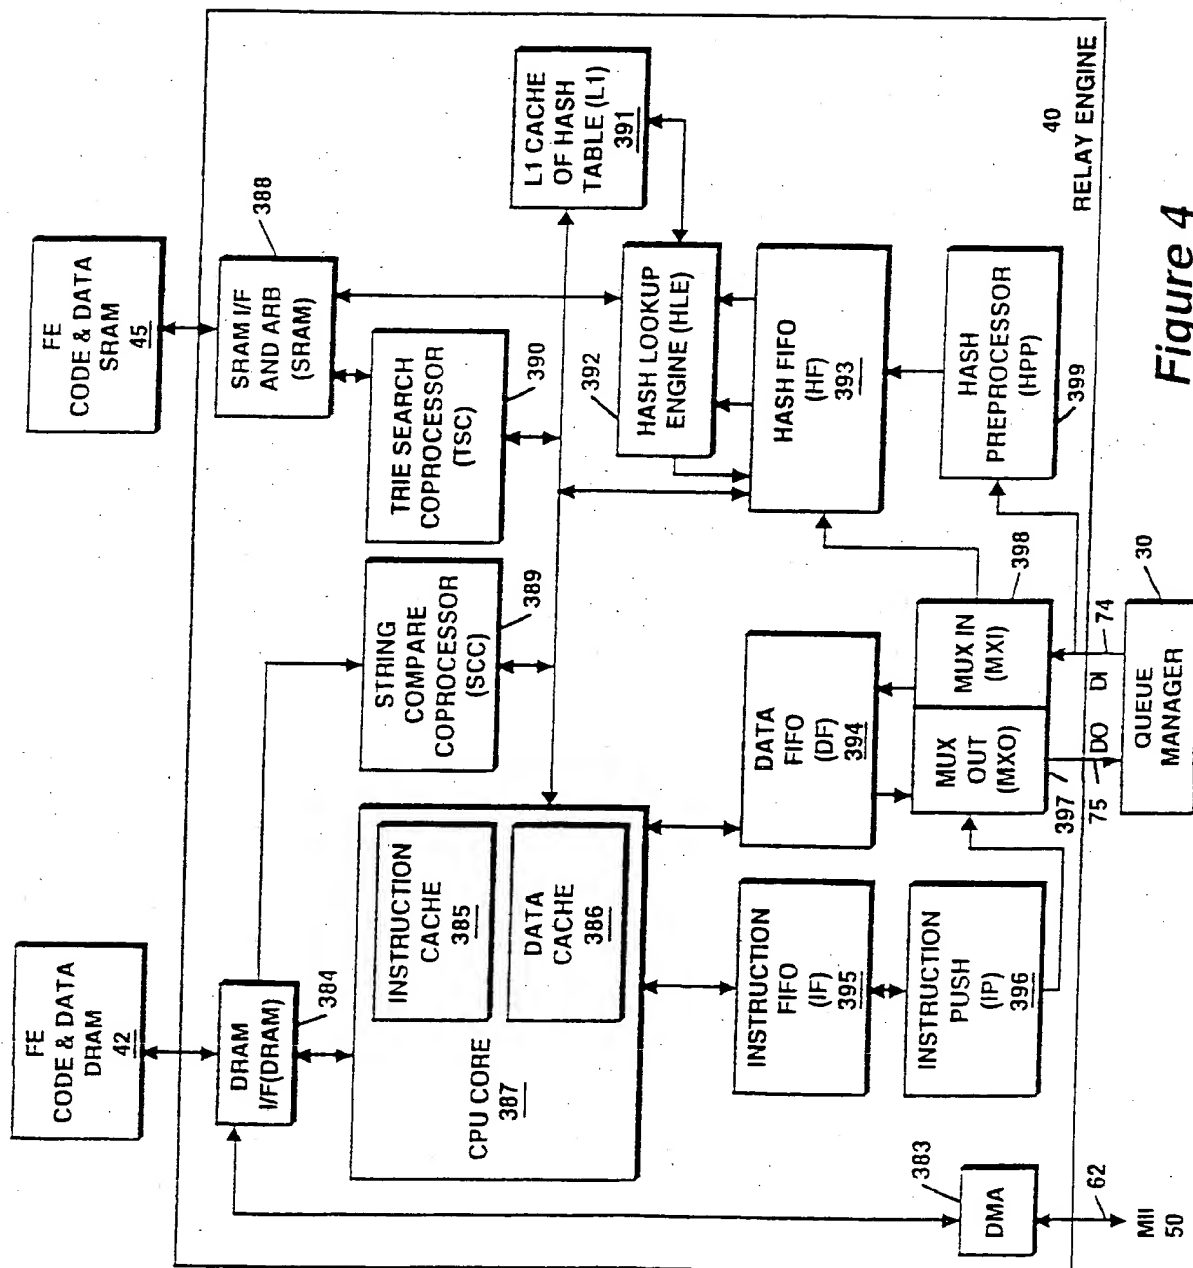 FE
CODE & DATA
DRAM
42
FE
CODE & DATA
SRAM
45
DRAM
I/F(DRAM)
384
SRAM I/F
AND ARB
(SRAM)
388
CPU CORE
387
INSTRUCTION
CACHE
385
DATA
CACHE
386
STRING
COMPARE
COPROCESSOR
(SCC)
389
TRIE SEARCH
COPROCESSOR
(TSC)
390
L1 CACHE
OF HASH
TABLE (L1)
391
392
HASH LOOKUP
ENGINE (HLE)
INSTRUCTION
FIFO
(IF)
395
DATA
FIFO
(DF)
394
HASH FIFO
(HF)
393
383
DMA
INSTRUCTION
PUSH
(IP)
396
MUX
OUT
(MXO)
MUX IN
(MXI)
398
HASH
PREPROCESSOR
(HPP)
399
40
RELAY ENGINE
62
MII
50
397
75
DO
DI
74
QUEUE
MANAGER
30
Figure 4